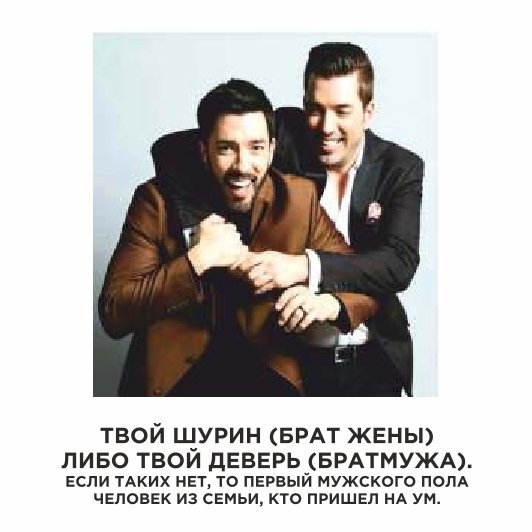 ТВОЙ ШУРИН (БРАТ ЖЕНЫ)
ЛИБО ТВОЙ ДЕВЕРЬ (БРАТМУЖА).
ЕСЛИ ТАКИХ НЕТ, ТО ПЕРВЫЙ МУЖСКОГО ПОЛА
ЧЕЛОВЕК ИЗ СЕМЬИ, КТО ПРИШЕЛ НА УМ.